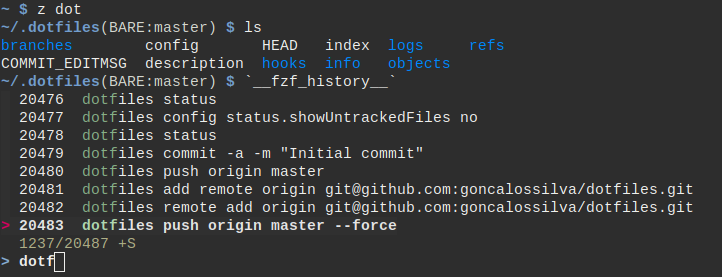 ~ $ z dot
~/.dotfiles(BARE:master) $ ls
branches        config       HEAD   index  logs     refs
COMMIT_EDITMSG  description  hooks  info   objects
~/.dotfiles(BARE:master) $ `__fzf_history__`
  20476  dotfiles status
  20477  dotfiles config status.showUntrackedFiles no
  20478  dotfiles status
  20479  dotfiles commit -a -m "Initial commit"
  20480  dotfiles push origin master
  20481  dotfiles add remote origin git@github.com:goncalossilva/dotfiles.git
  20482  dotfiles remote add origin git@github.com:goncalossilva/dotfiles.git
> 20483  dotfiles push origin master --force
  1237/20487 +S
> dotf